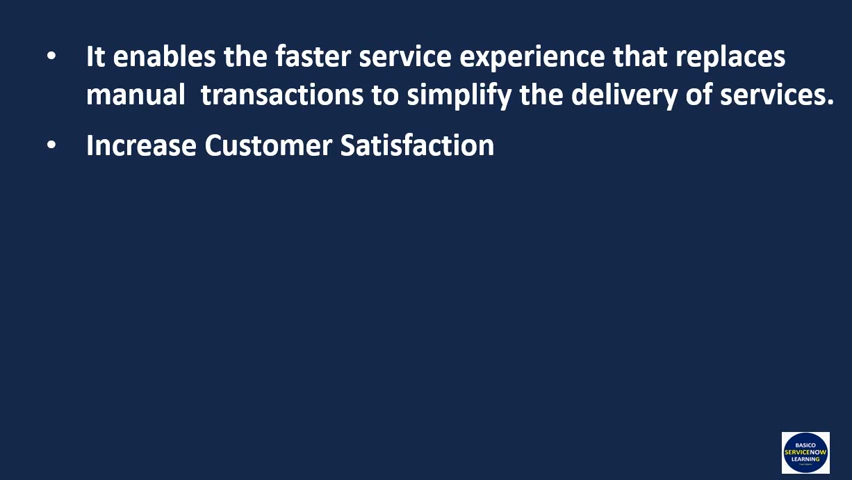 • It enables the faster service experience that replaces
manual  transactions to simplify the delivery of services.
• Increase Customer Satisfaction
BASICO
SERVICENOW
LEARNING